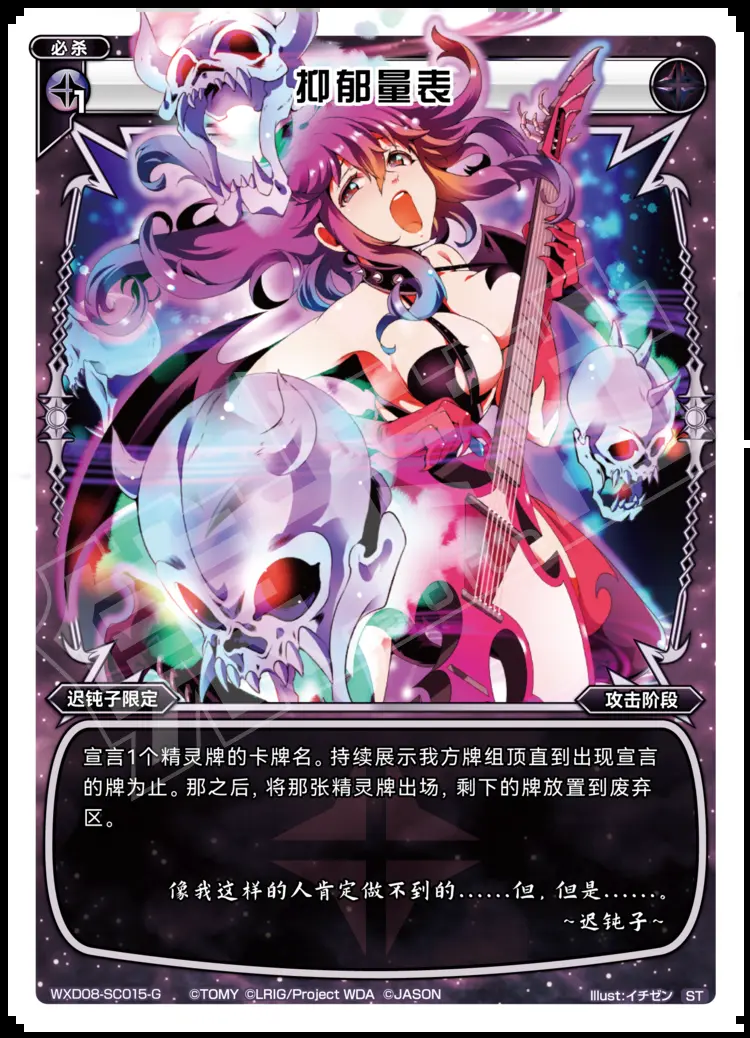 必杀
1
抑郁量表
迟钝子限定
攻击阶段
宣言1个精灵牌的卡牌名。持续展示我方牌组顶直到出现宣言
的牌为止。那之后，将那张精灵牌出场，剩下的牌放置到废弃
区。
像我这样的人肯定做不到的......但，但是......。
~迟钝子~
WXD08-SC015-G ©TOMY ©LRIG/Project WDA ©JASON
Illust:イチゼン ST